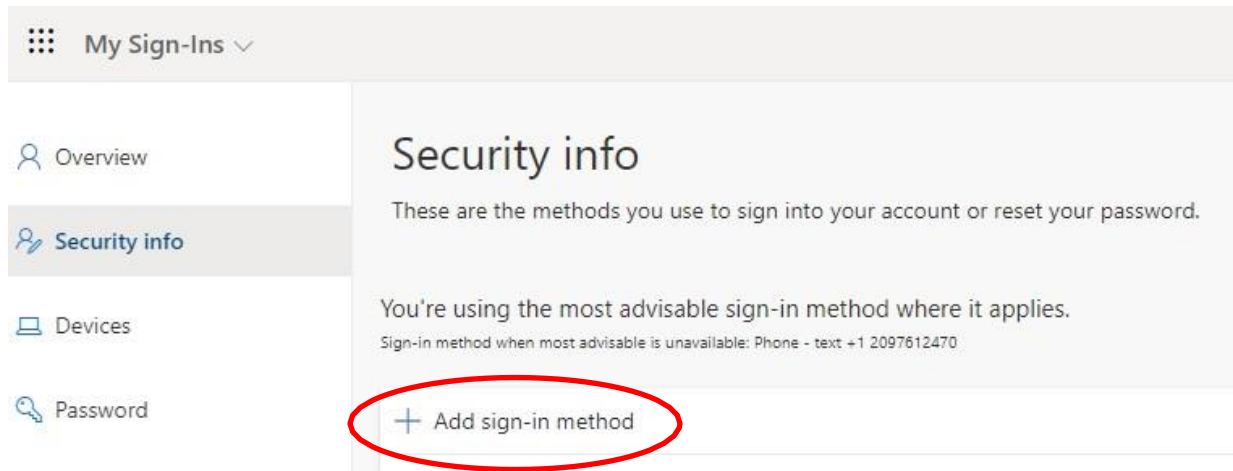 My Sign-Ins
Overview
Security info
Devices
Password
Security info
These are the methods you use to sign into your account or reset your password.
You're using the most advisable sign-in method where it applies.
Sign-in method when most advisable is unavailable: Phone - text +1 2097612470
+ Add sign-in method